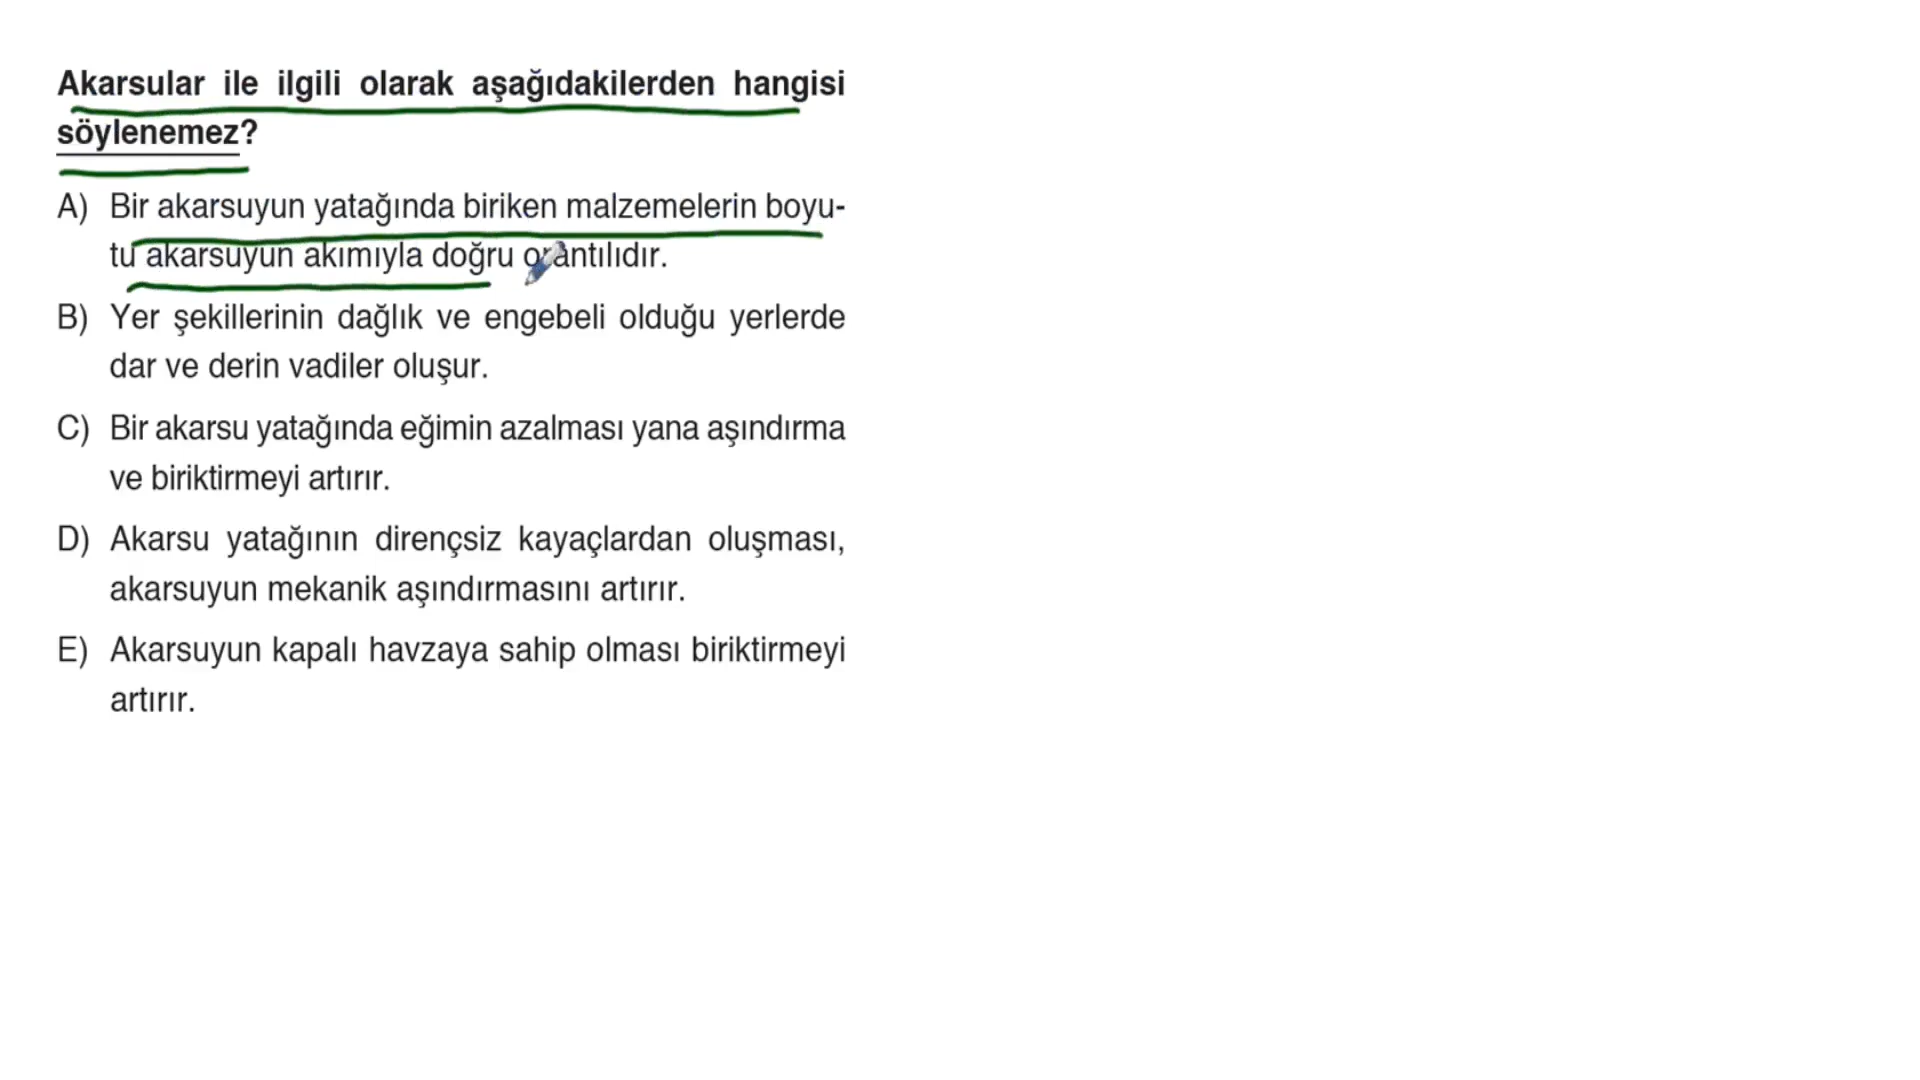 Akarsular ile ilgili olarak aşağıdakilerden hangisi
söylenemez?
A) Bir akarsuyun yatağında biriken malzemelerin boyu-
tu akarsuyun akımıyla doğru orantılıdır.
B) Yer şekillerinin dağlık ve engebeli olduğu yerlerde
dar ve derin vadiler oluşur.
C) Bir akarsu yatağında eğimin azalması yana aşındırma
ve biriktirmeyi artırır.
D) Akarsu yatağının dirençsiz kayaçlardan oluşması,
akarsuyun mekanik aşındırmasını artırır.
E) Akarsuyun kapalı havzaya sahip olması biriktirmeyi
artırır.